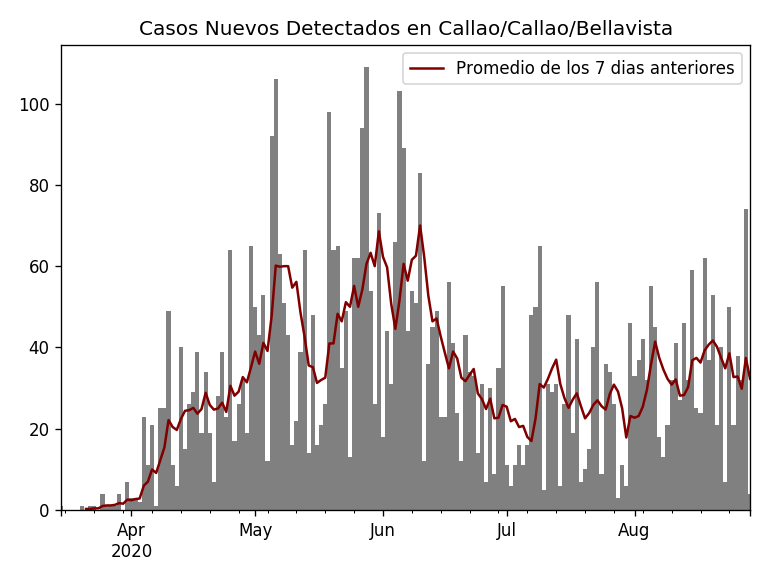 Casos Nuevos Detectados en Callao/Callao/Bellavista
Promedio de los 7 dias anteriores
100
80
60
40
20
0
Apr
2020
May
Jun
Jul
Aug